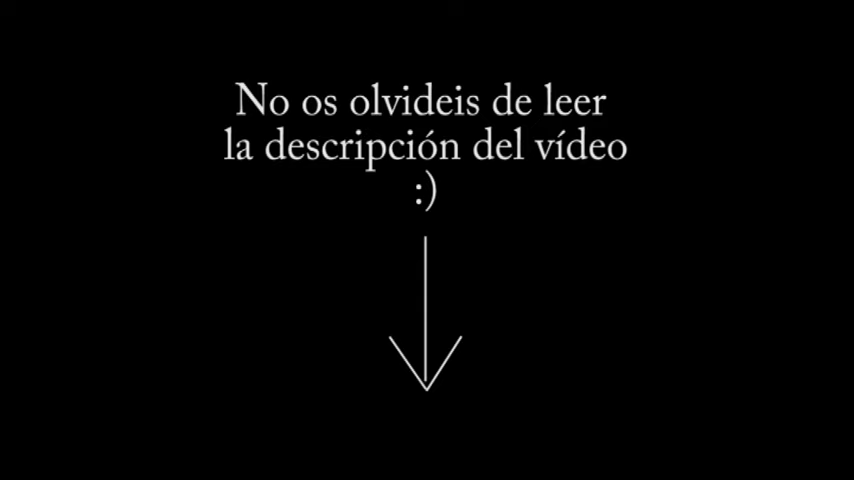 No os olvideis de leer
la descripción del vídeo
:)